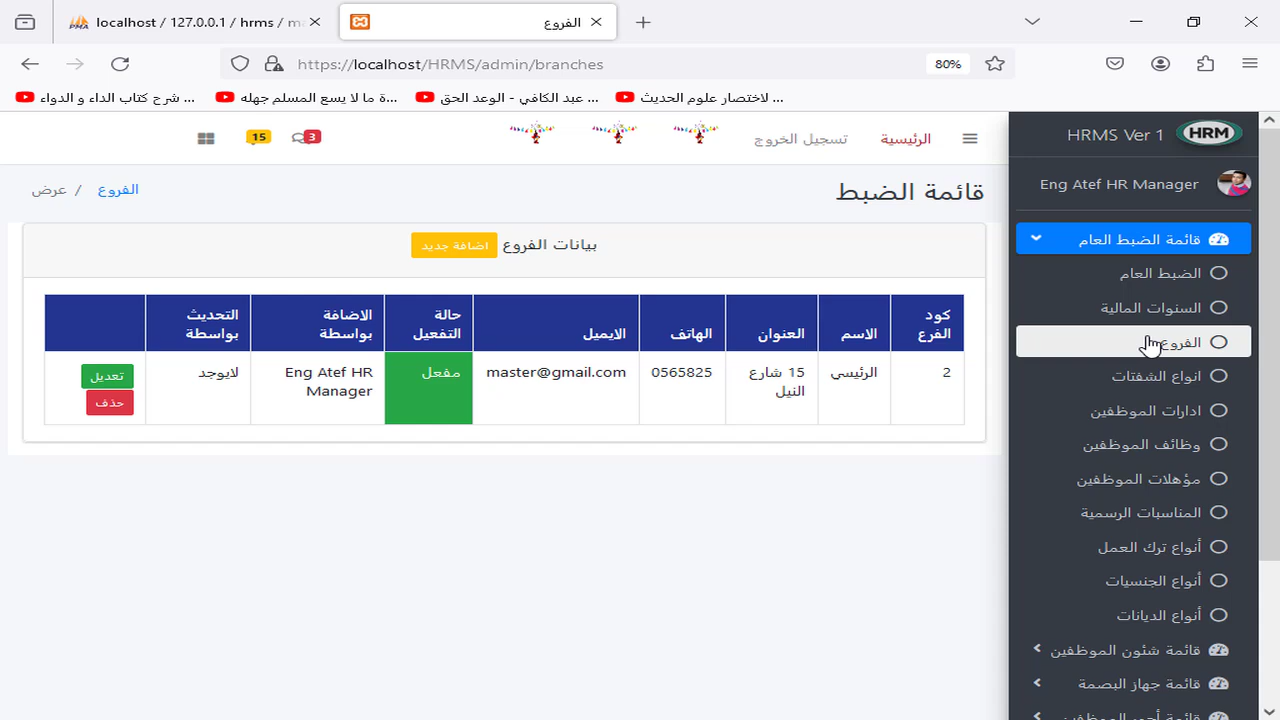 localhost / 127.0.0.1 / hrms / ma
الفروع
https://localhost/HRMS/admin/branches
80%
شرح كتاب الداء و الدواء ...
ة ما لا يسع المسلم جهله...
عبد الكافي - الوعد الحق ...
لاختصار علوم الحديث ...
HRMS Ver 1
HRM
الرئيسية
تسجيل الخروج
3
15
Eng Atef HR Manager
قائمة الضبط
الفروع / عرض
بيانات الفروع
اضافة جديد
كود الفرع
الاسم
العنوان
الهاتف
الايميل
حالة التفعيل
الاضافة بواسطة
التحديث بواسطة
2
الرئيسي
15 شارع النيل
0565825
master@gmail.com
مفعل
Eng Atef HR Manager
لايوجد
تعديل
حذف
قائمة الضبط العام
الضبط العام
السنوات المالية
الفروع
انواع الشفتات
ادارات الموظفين
وظائف الموظفين
مؤهلات الموظفين
المناسبات الرسمية
أنواع ترك العمل
أنواع الجنسيات
أنواع الديانات
قائمة شئون الموظفين
قائمة جهاز البصمة
قائمة أجور الموظفين